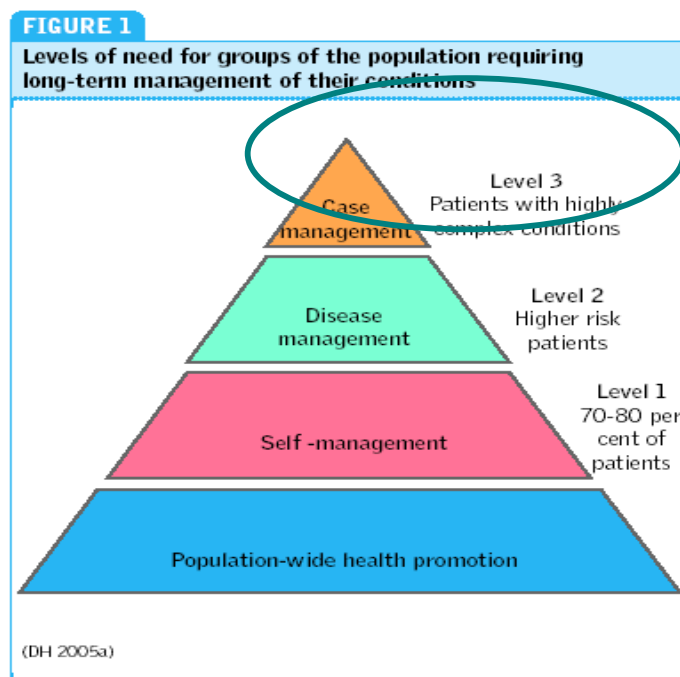 FIGURE 1
Levels of need for groups of the population requiring
long-term management of their conditions
Case
management
Level 3
Patients with highly
complex conditions
Disease
management
Level 2
Higher risk
patients
Self -management
Level 1
70-80 per
cent of
patients
Population-wide health promotion
(DH 2005a)